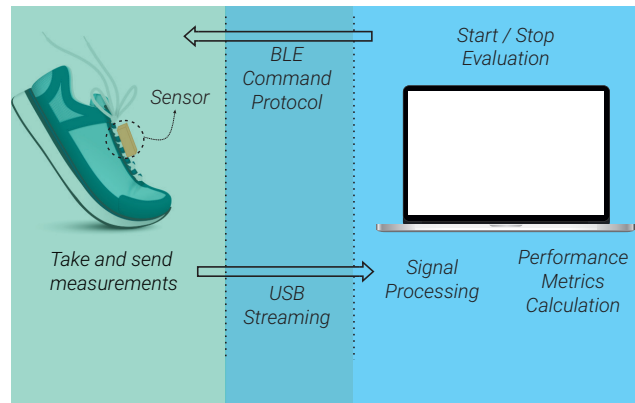 Start / Stop
Evaluation
BLE
Command
Protocol
Sensor
Take and send
measurements
USB
Streaming
Signal
Processing
Performance
Metrics
Calculation